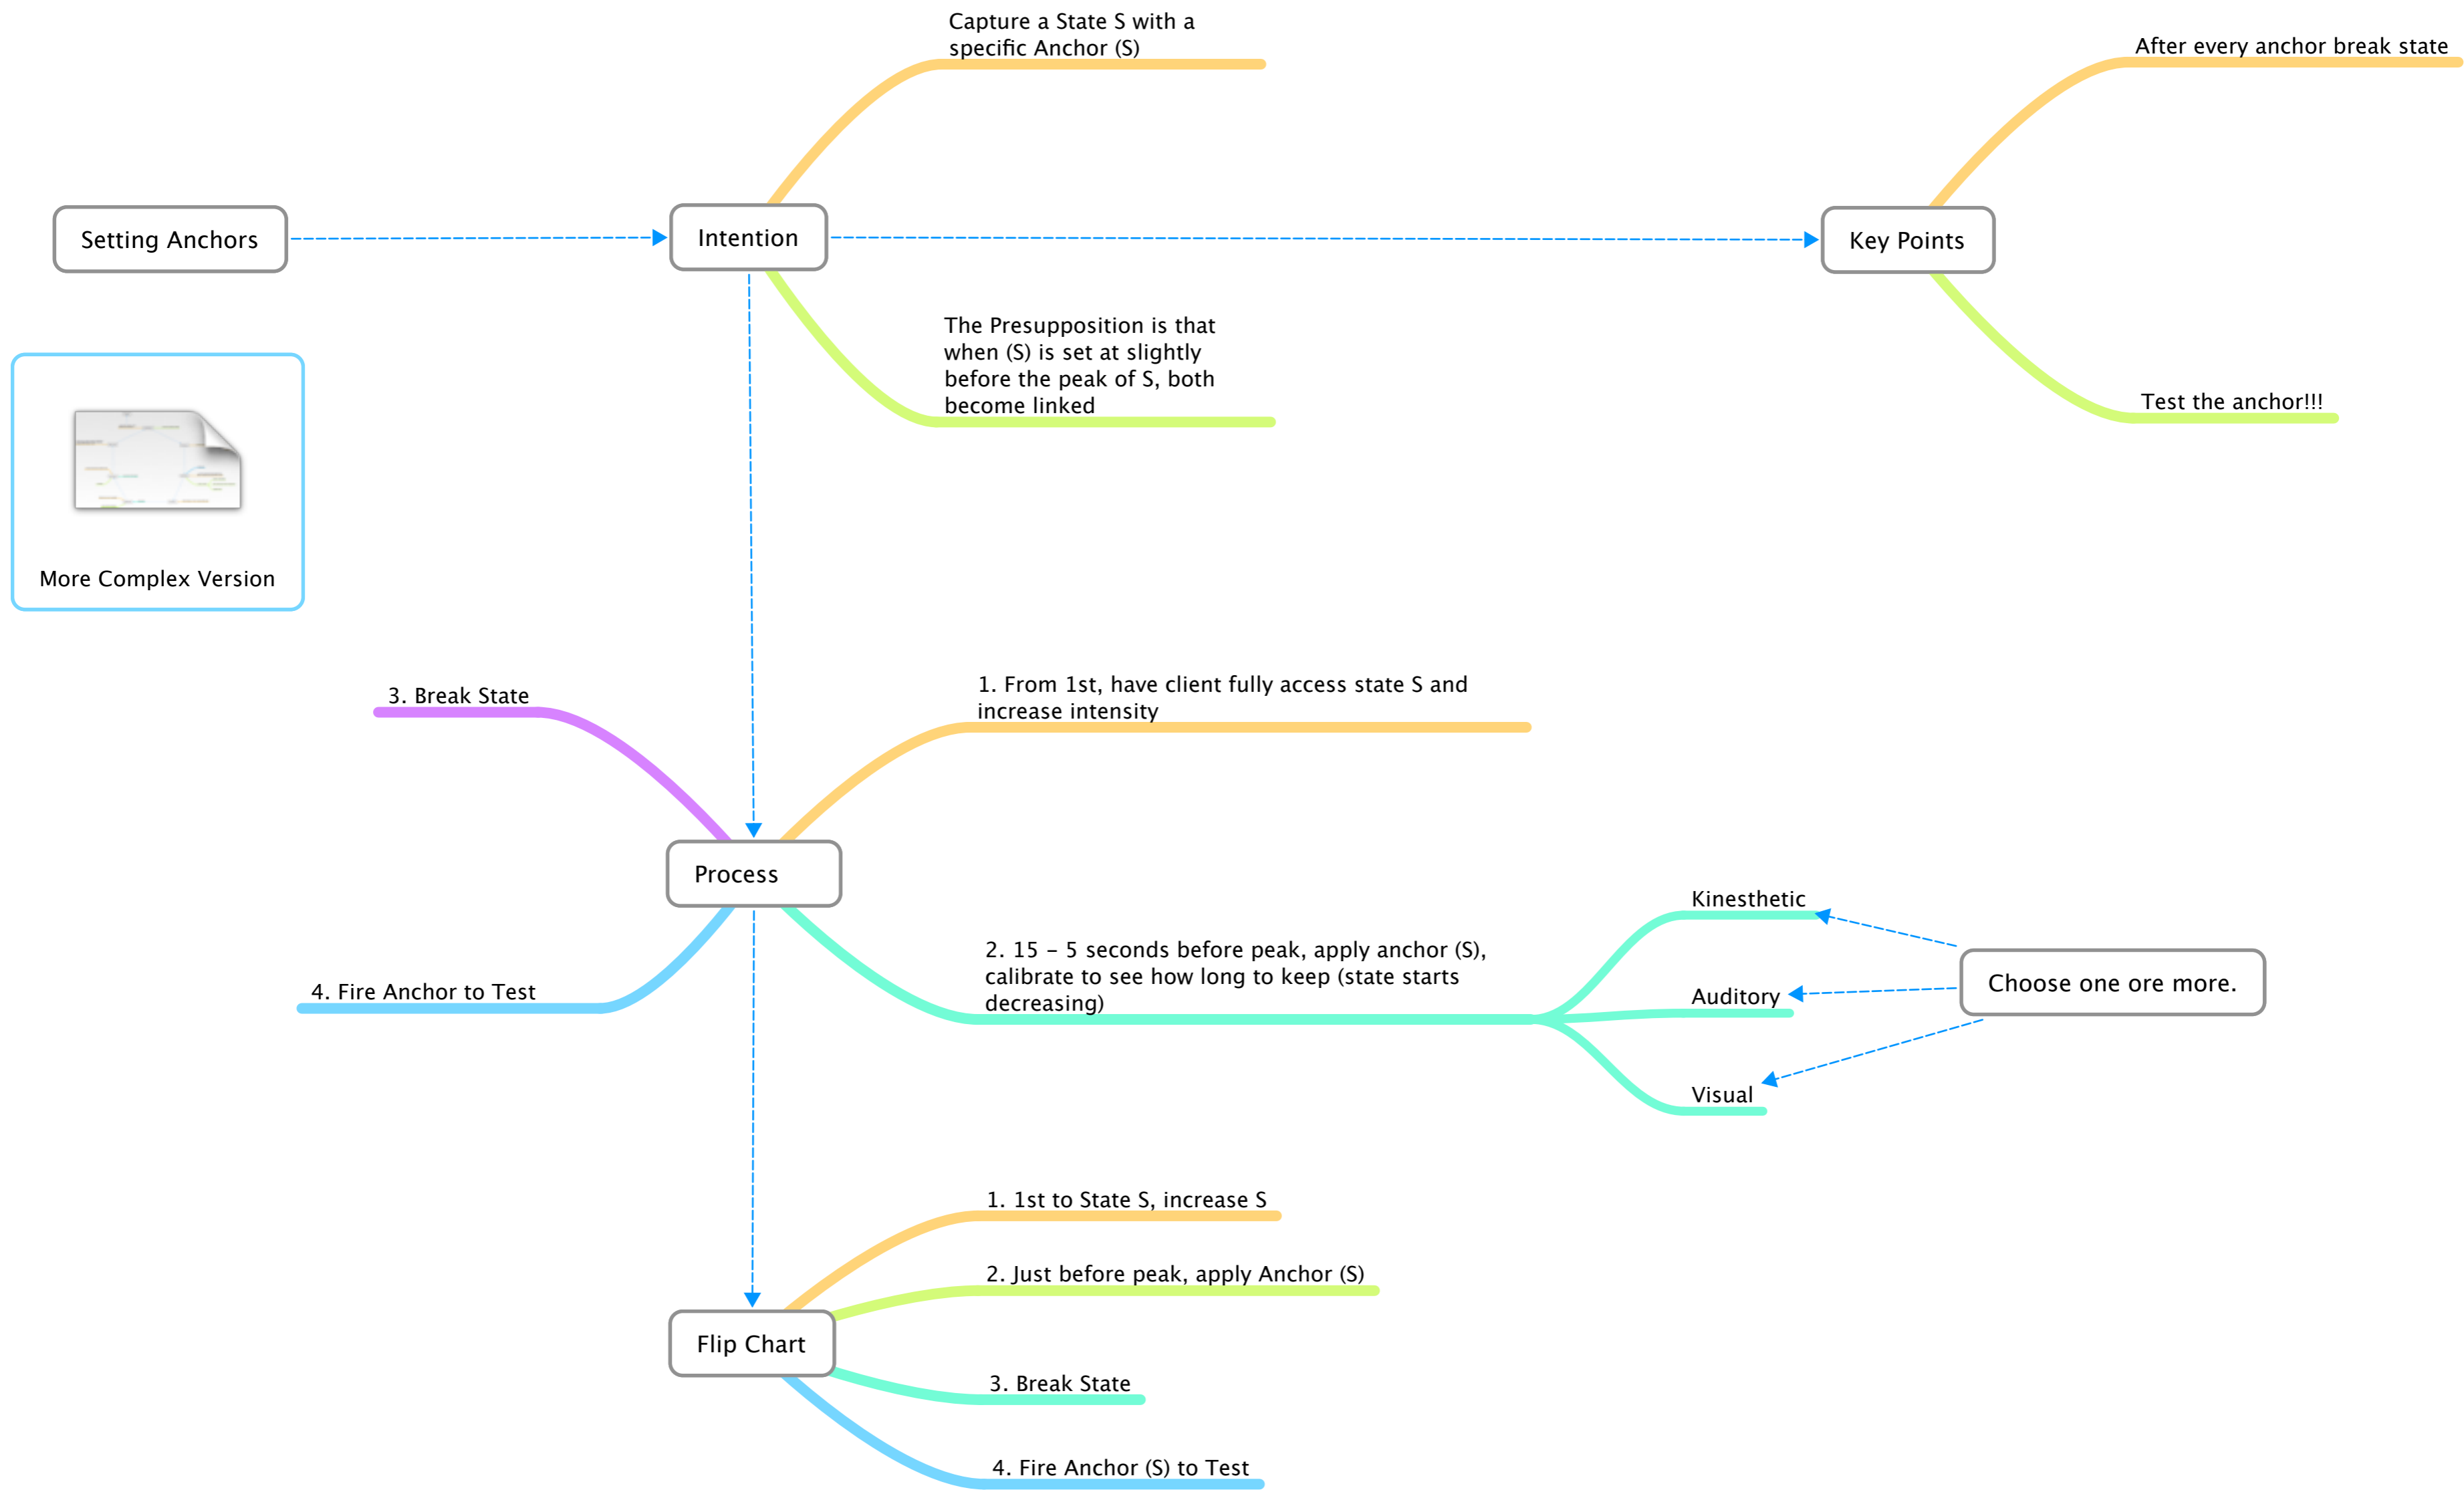 Capture a State S with a
specific Anchor (S)
After every anchor break state
Setting Anchors
Intention
Key Points
The Presupposition is that
when (S) is set at slightly
before the peak of S, both
become linked
Test the anchor!!!
More Complex Version
3. Break State
1. From 1st, have client fully access state S and
increase intensity
Process
Kinesthetic
2. 15 – 5 seconds before peak, apply anchor (S),
calibrate to see how long to keep (state starts
decreasing)
Choose one ore more.
4. Fire Anchor to Test
Auditory
Visual
1. 1st to State S, increase S
2. Just before peak, apply Anchor (S)
Flip Chart
3. Break State
4. Fire Anchor (S) to Test